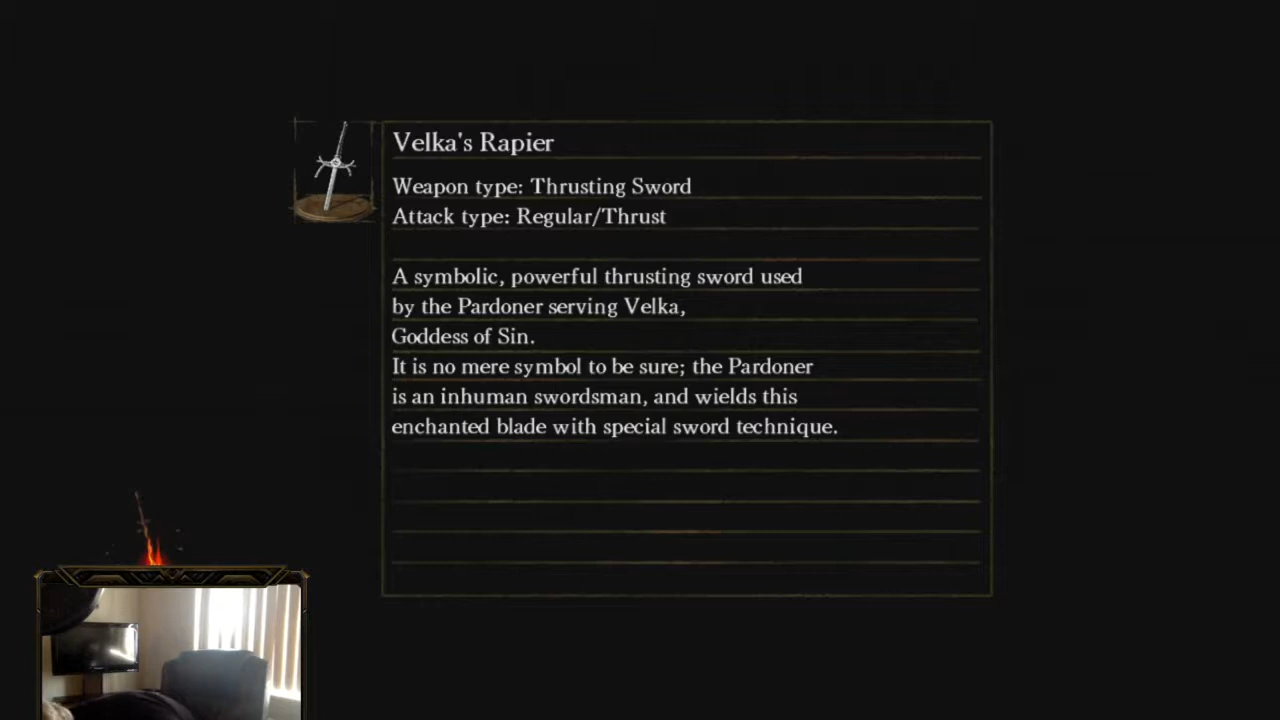 Velka's Rapier
Weapon type: Thrusting Sword
Attack type: Regular/Thrust
A symbolic, powerful thrusting sword used
by the Pardoner serving Velka,
Goddess of Sin.
It is no mere symbol to be sure; the Pardoner
is an inhuman swordsman, and wields this
enchanted blade with special sword technique.